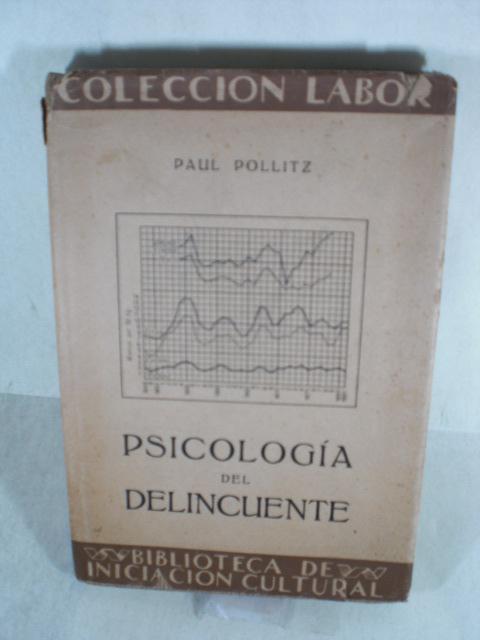 COLECCION LABOR
PAUL POLLITZ
PSICOLOGÍA
DEL
DELINCUENTE
BIBLIOTECA DE
INICIACION CULTURAL